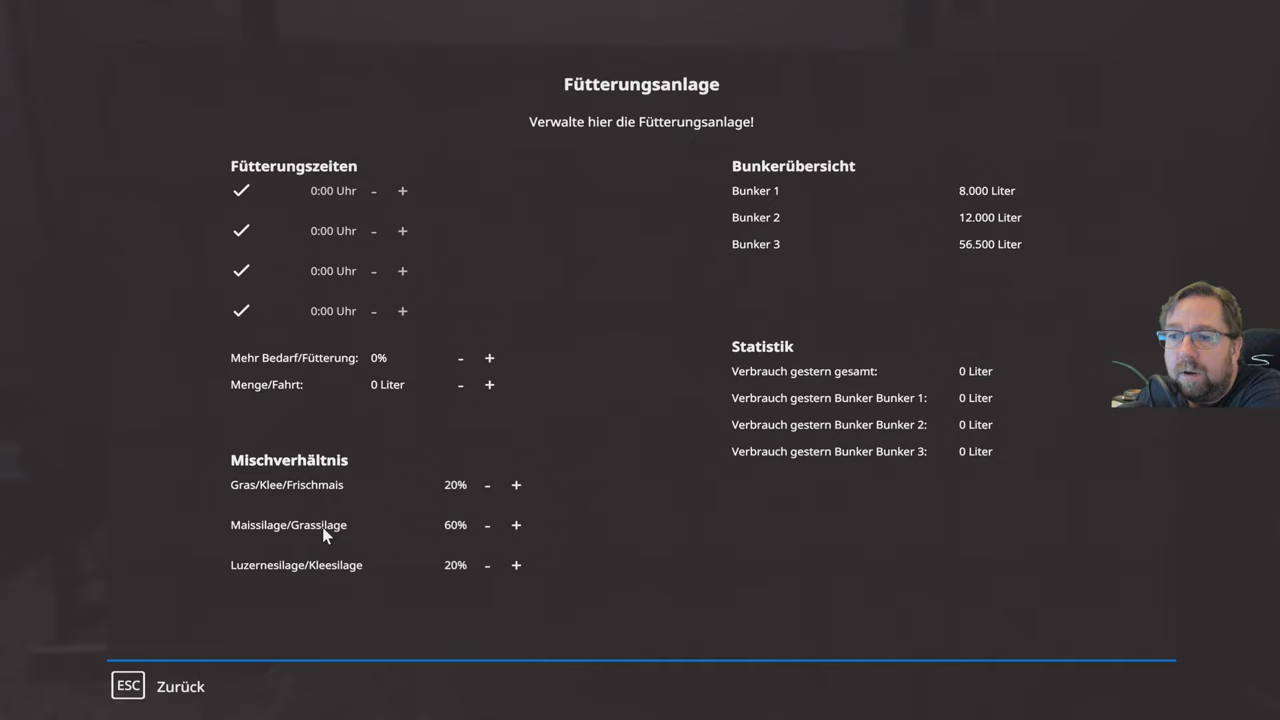 Fütterungsanlage
Verwalte hier die Fütterungsanlage!
Fütterungszeiten
0:00 Uhr - +
0:00 Uhr - +
0:00 Uhr - +
0:00 Uhr - +
Mehr Bedarf/Fütterung: 0% - +
Menge/Fahrt: 0 Liter - +
Mischverhältnis
Gras/Klee/Frischmais 20% - +
Maissilage/Grassilage 60% - +
Luzernesilage/Kleesilage 20% - +
Bunkerübersicht
Bunker 1 8.000 Liter
Bunker 2 12.000 Liter
Bunker 3 56.500 Liter
Statistik
Verbrauch gestern gesamt: 0 Liter
Verbrauch gestern Bunker Bunker 1: 0 Liter
Verbrauch gestern Bunker Bunker 2: 0 Liter
Verbrauch gestern Bunker Bunker 3: 0 Liter
ESC Zurück